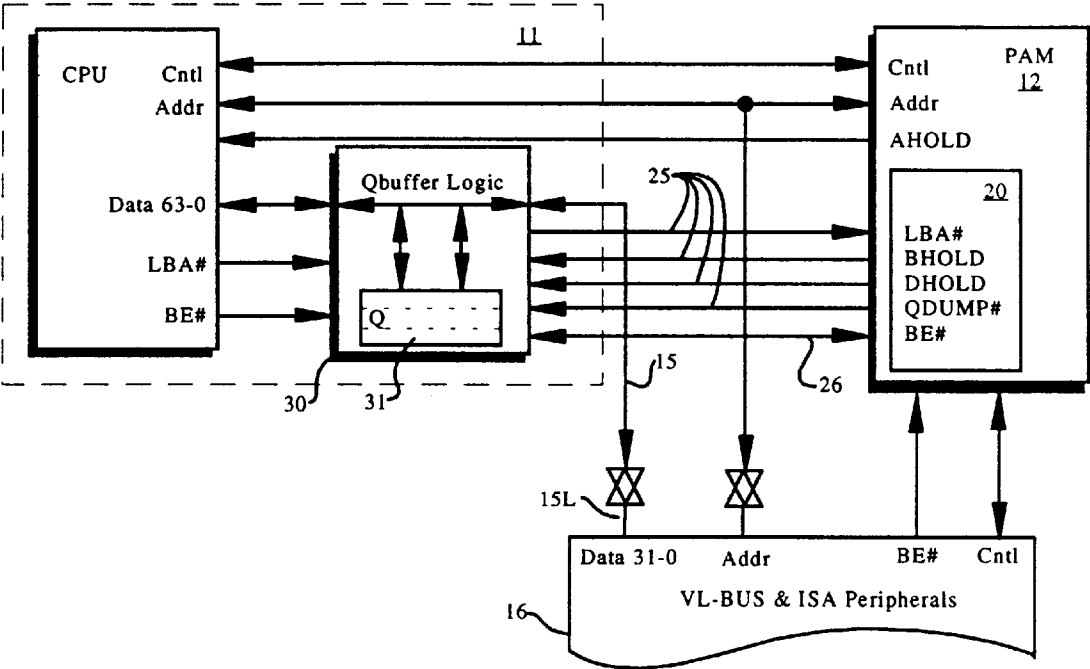 11
CPU
Cntl
Addr
Data 63-0
LBA#
BE#
Qbuffer Logic
Q
30
31
25
15
26
PAM
12
Cntl
Addr
AHOLD
20
LBA#
BHOLD
DHOLD
QDUMP#
BE#
15L
Data 31-0
Addr
BE#
Cntl
VL-BUS & ISA Peripherals
16